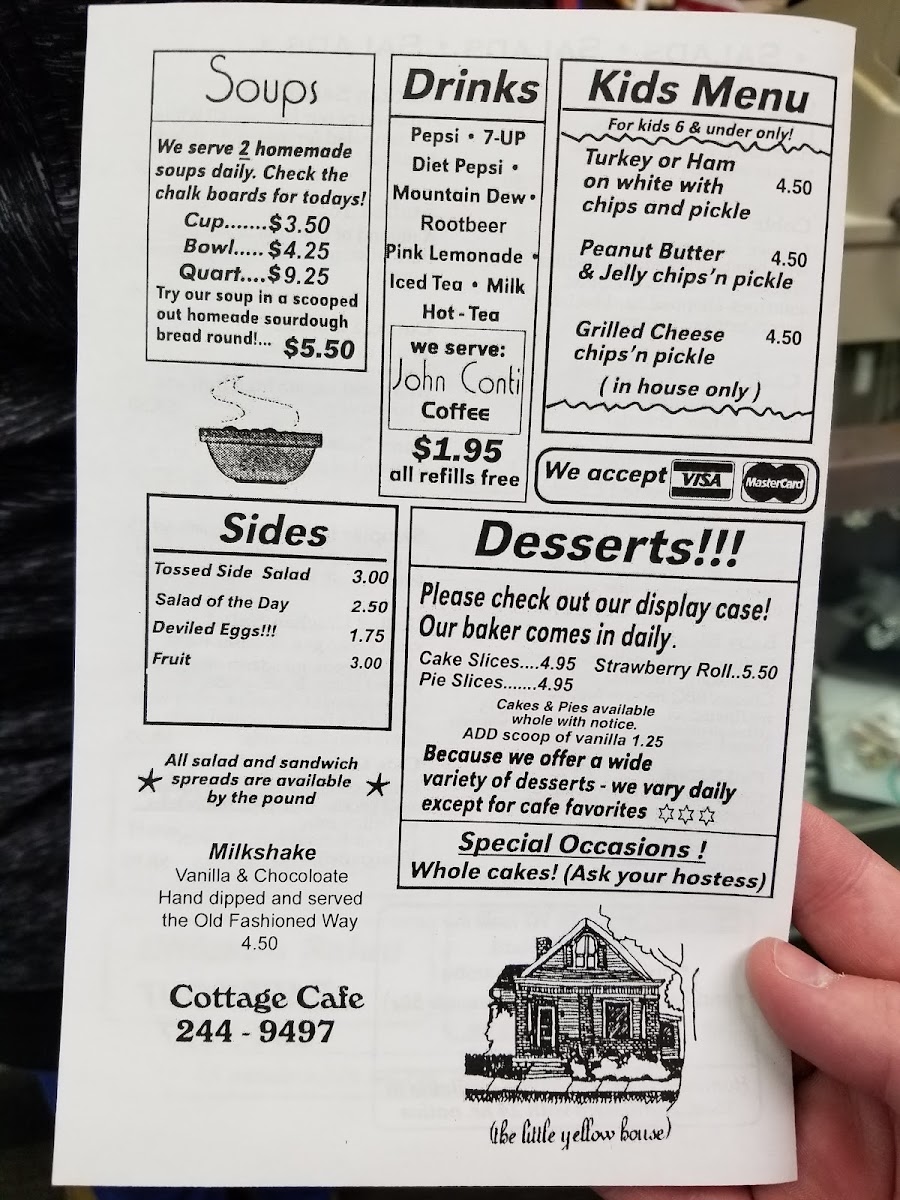 Soups
We serve 2 homemade
soups daily. Check the
chalk boards for todays!
Cup.......$3.50
Bowl.....$4.25
Quart....$9.25
Try our soup in a scooped
out homeade sourdough
bread round!... $5.50
Drinks
Pepsi • 7-UP
Diet Pepsi •
Mountain Dew •
Rootbeer
Pink Lemonade •
Iced Tea • Milk
Hot - Tea
we serve:
John Conti
Coffee
$1.95
all refills free
Kids Menu
For kids 6 & under only!
Turkey or Ham
on white with 4.50
chips and pickle
Peanut Butter 4.50
& Jelly chips'n pickle
Grilled Cheese 4.50
chips'n pickle
( in house only )
We accept VISA MasterCard
Sides
Tossed Side Salad 3.00
Salad of the Day 2.50
Deviled Eggs!!! 1.75
Fruit 3.00
Desserts!!!
Please check out our display case!
Our baker comes in daily.
Cake Slices....4.95 Strawberry Roll..5.50
Pie Slices.......4.95
Cakes & Pies available
whole with notice.
ADD scoop of vanilla 1.25
Because we offer a wide
variety of desserts - we vary daily
except for cafe favorites ☆☆☆
Special Occasions !
Whole cakes! (Ask your hostess)
All salad and sandwich
★ spreads are available ★
by the pound
Milkshake
Vanilla & Chocoloate
Hand dipped and served
the Old Fashioned Way
4.50
Cottage Cafe
244 - 9497
(the little yellow house)